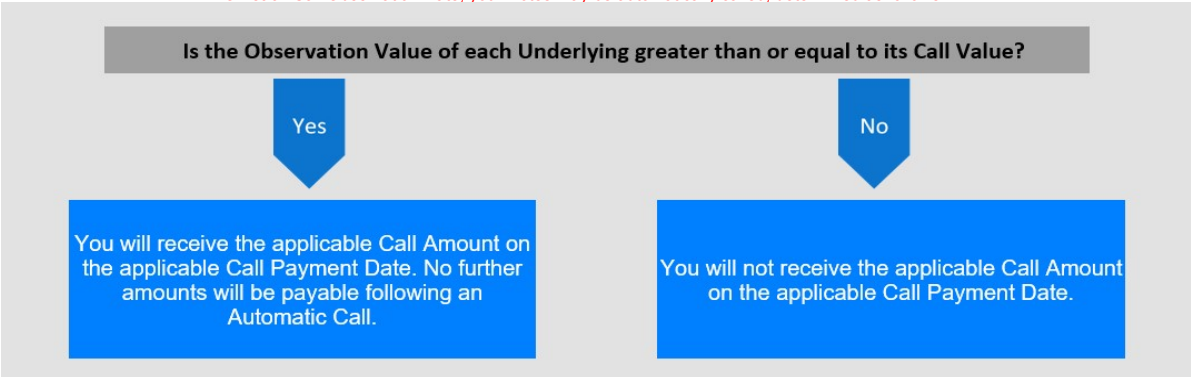 Is the Observation Value of each Underlying greater than or equal to its Call Value?
Yes
No
You will receive the applicable Call Amount on
the applicable Call Payment Date. No further
amounts will be payable following an
Automatic Call.
You will not receive the applicable Call Amount
on the applicable Call Payment Date.